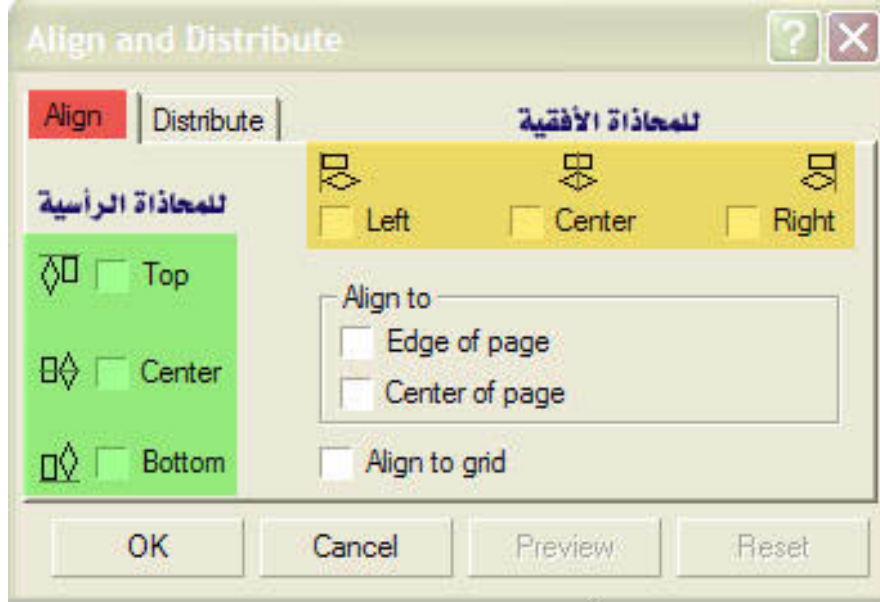 Align and Distribute
Align
Distribute
للمحاذاة الأفقية
للمحاذاة الرأسية
Left
Center
Right
Top
Center
Bottom
Align to
Edge of page
Center of page
Align to grid
OK
Cancel
Preview
Reset